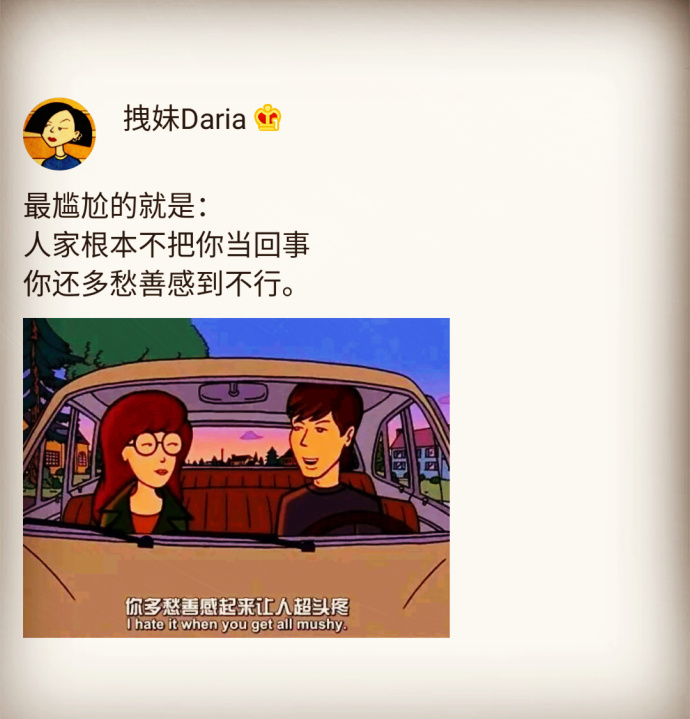 拽妹Daria
最尴尬的就是：
人家根本不把你当回事
你还多愁善感到不行。
你多愁善感起来让人超头疼
I hate it when you get all mushy.